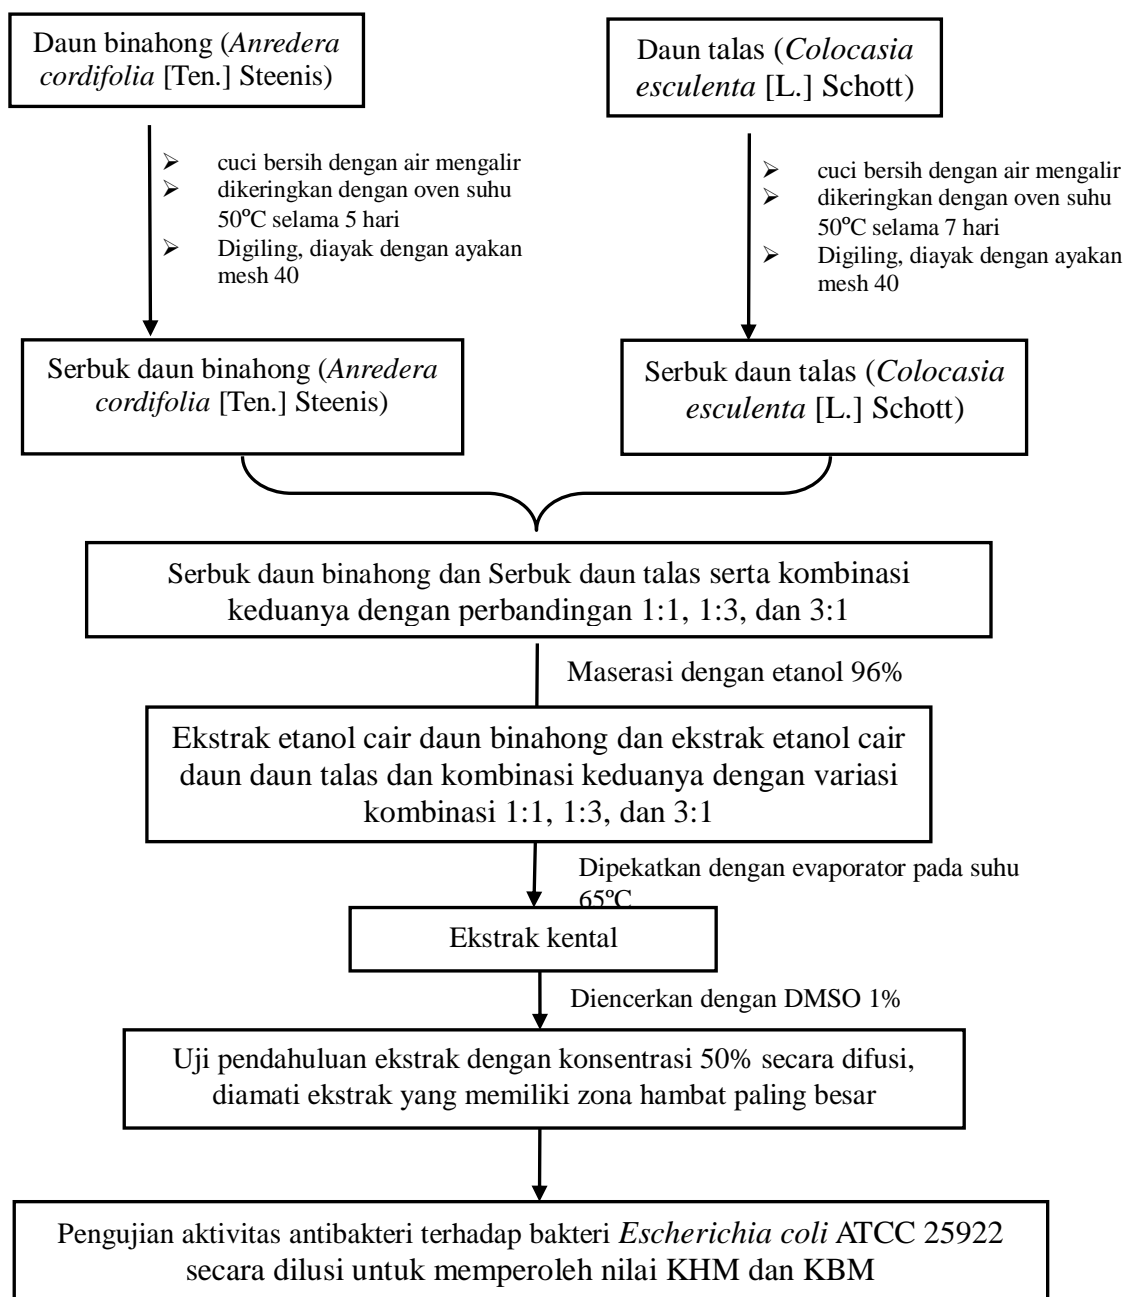 Daun binahong (Anredera
cordifolia [Ten.] Steenis)
Daun talas (Colocasia
esculenta [L.] Schott)
➢ cuci bersih dengan air mengalir
➢ dikeringkan dengan oven suhu
50°C selama 5 hari
➢ Digiling, diayak dengan ayakan
mesh 40
➢ cuci bersih dengan air mengalir
➢ dikeringkan dengan oven suhu
50°C selama 7 hari
➢ Digiling, diayak dengan ayakan
mesh 40
Serbuk daun binahong (Anredera
cordifolia [Ten.] Steenis)
Serbuk daun talas (Colocasia
esculenta [L.] Schott)
Serbuk daun binahong dan Serbuk daun talas serta kombinasi
keduanya dengan perbandingan 1:1, 1:3, dan 3:1
Maserasi dengan etanol 96%
Ekstrak etanol cair daun binahong dan ekstrak etanol cair
daun daun talas dan kombinasi keduanya dengan variasi
kombinasi 1:1, 1:3, dan 3:1
Dipekatkan dengan evaporator pada suhu
65°C
Ekstrak kental
Diencerkan dengan DMSO 1%
Uji pendahuluan ekstrak dengan konsentrasi 50% secara difusi,
diamati ekstrak yang memiliki zona hambat paling besar
Pengujian aktivitas antibakteri terhadap bakteri Escherichia coli ATCC 25922
secara dilusi untuk memperoleh nilai KHM dan KBM